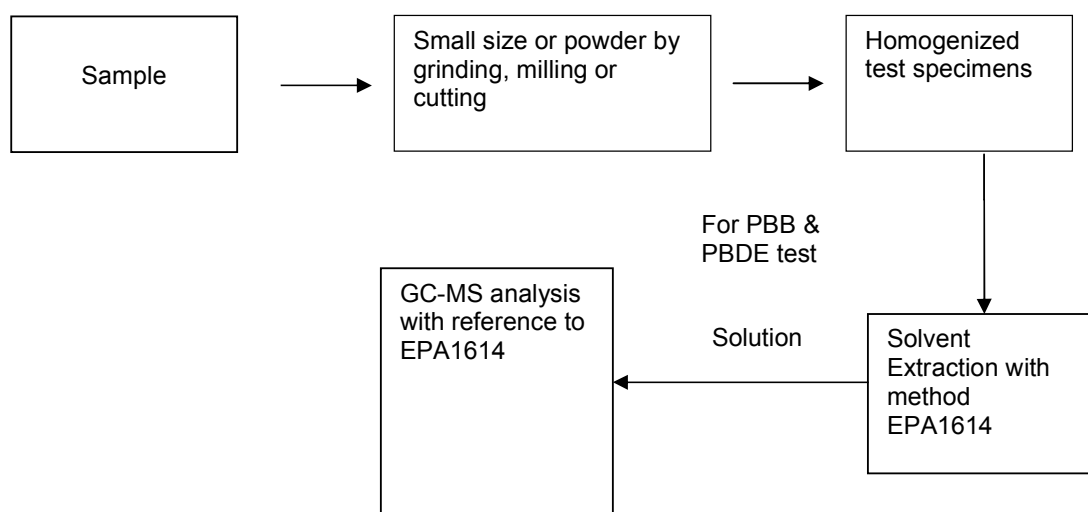 Sample
Small size or powder by
grinding, milling or
cutting
Homogenized
test specimens
For PBB &
PBDE test
Solvent
Extraction with
method
EPA1614
Solution
GC-MS analysis
with reference to
EPA1614